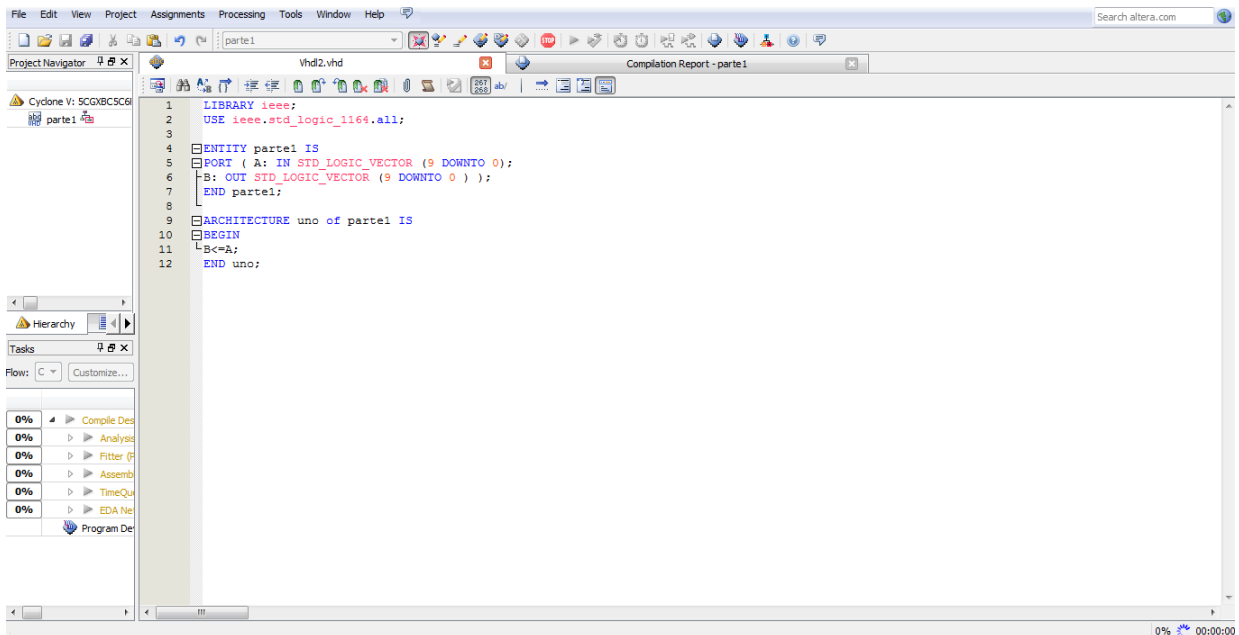 File Edit View Project Assignments Processing Tools Window Help
Search altera.com
parte1
Project Navigator
Vhdl2.vhd
Compilation Report - parte1
Cyclone V: 5CGXBC5C6
parte1
267
268
ab/
1 LIBRARY ieee;
2 USE ieee.std_logic_1164.all;
3
4 ENTITY parte1 IS
5 PORT ( A: IN STD_LOGIC_VECTOR (9 DOWNTO 0);
6 B: OUT STD_LOGIC_VECTOR (9 DOWNTO 0 ) );
7 END parte1;
8
9 ARCHITECTURE uno of parte1 IS
10 BEGIN
11 B<=A;
12 END uno;
Hierarchy
Tasks
Flow: C Customize...
0% Compile Des
0% Analysis
0% Fitter (P
0% Assemb
0% TimeQu
0% EDA Ne
Program De
0% 00:00:00